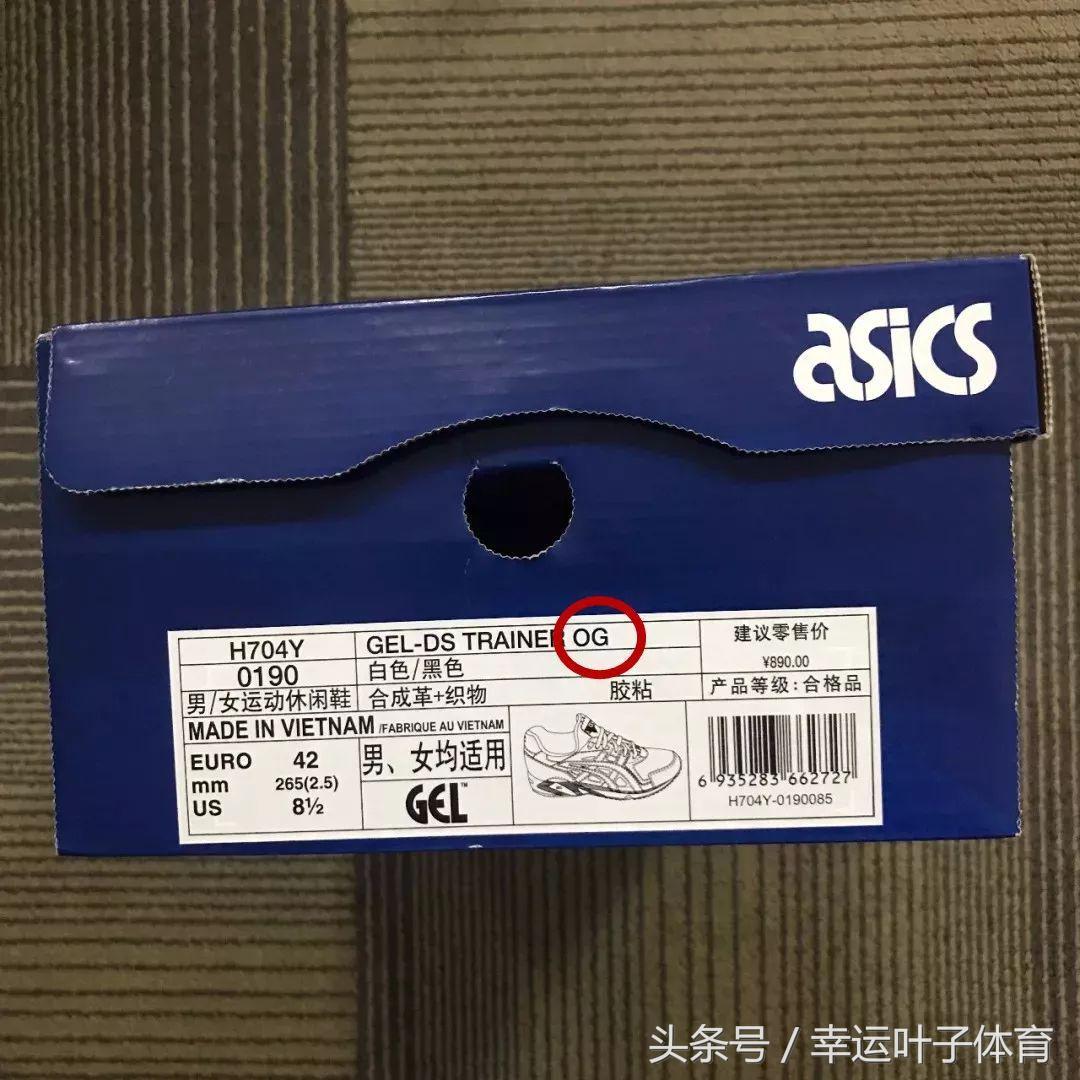 asics
H704Y
GEL-DS TRAINER OG
建议零售价
¥890.00
0190
白色/黑色
男/女运动休闲鞋
合成革+织物
胶粘
产品等级:合格品
MADE IN VIETNAM /FABRIQUE AU VIETNAM
EURO 42
mm 265(2.5)
US 8½
男、女均适用
GEL™
6 935283 662727
H704Y-0190085
头条号 / 幸运叶子体育